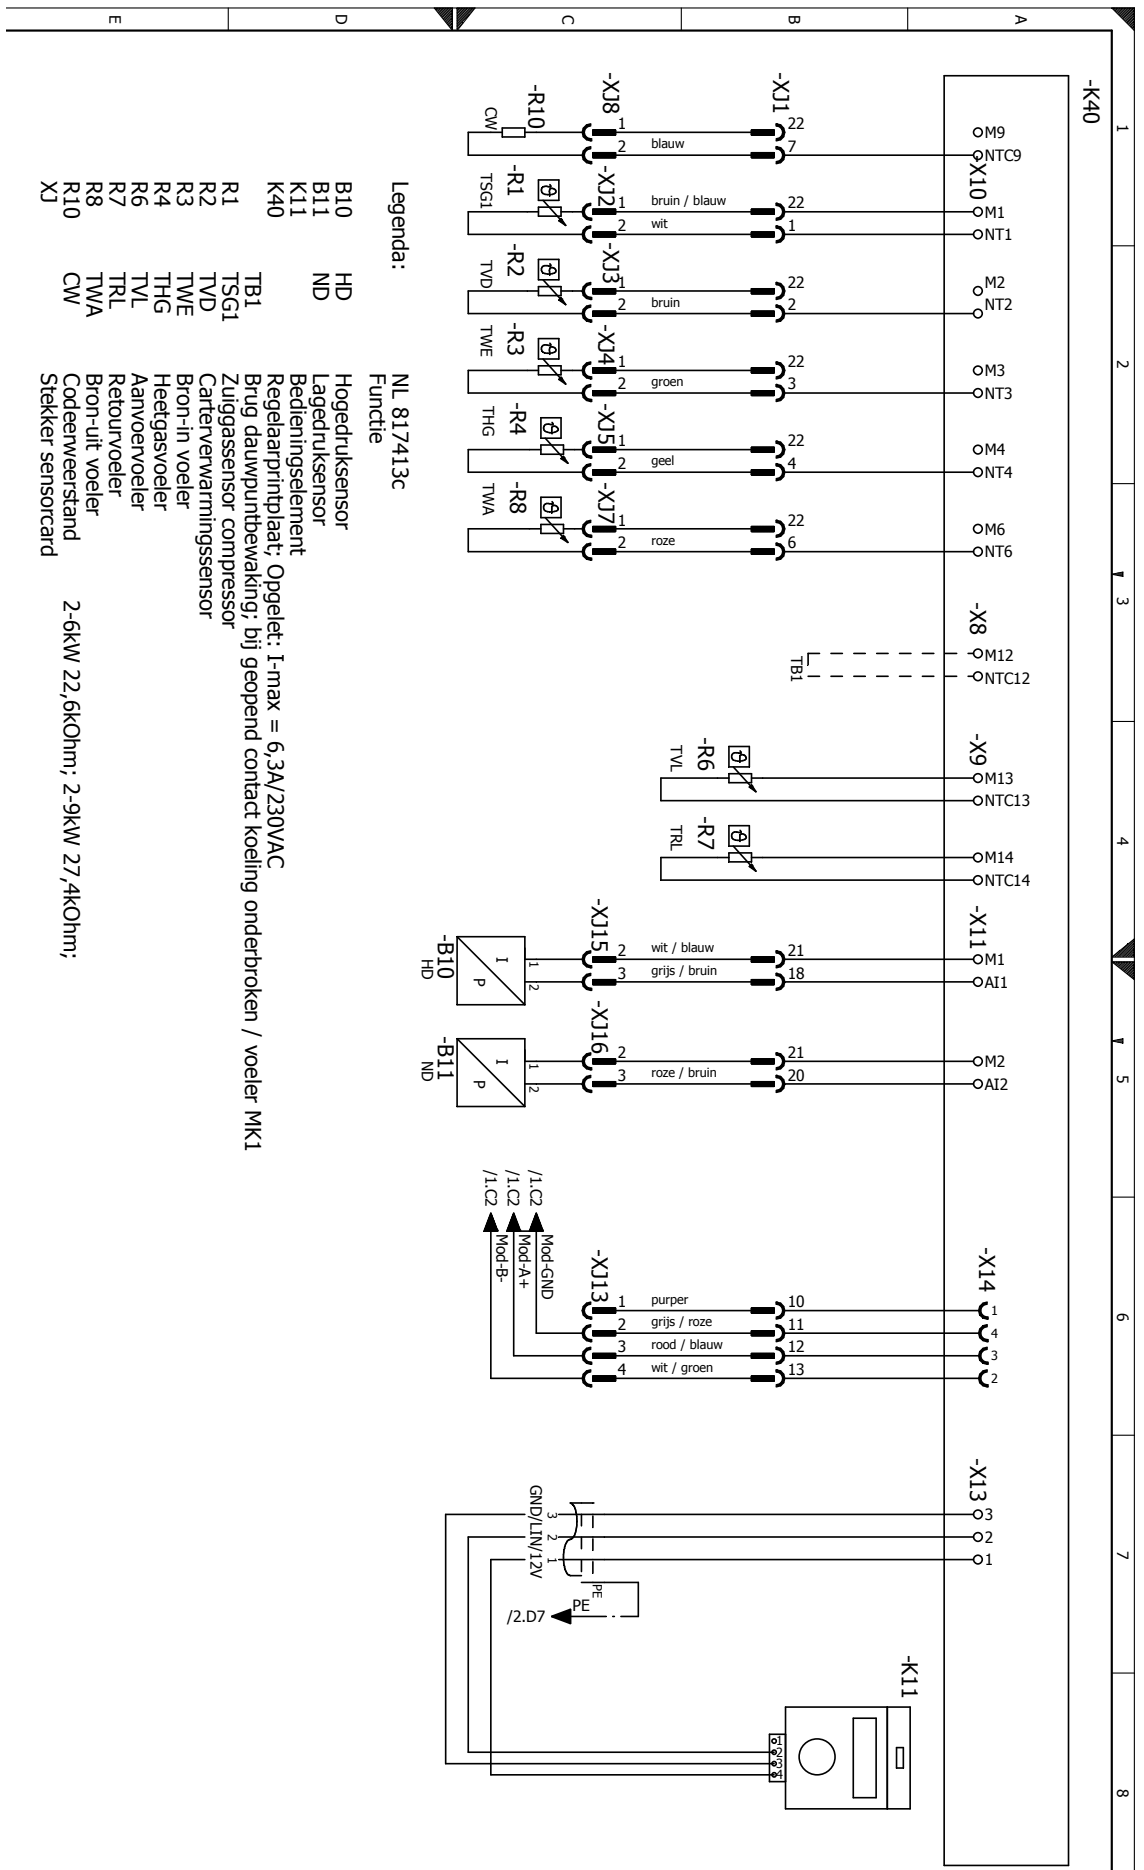 1 2 3 4 5 6 7 8
A
B
C
D
E
-K40
M9
NTC9
-X10
M1
NT1
M2
NT2
M3
NT3
M4
NT4
M6
NT6
-X8
M12
NTC12
-X9
M13
NTC13
M14
NTC14
-X11
M1
AI1
M2
AI2
-X14
1
4
3
2
-X13
3
2
1
-XJ1
22
7
22
1
22
2
22
3
22
4
22
6
TB1
21
18
21
20
10
11
12
13
-K11
1
2
3
4
blauw
bruin / blauw
wit
bruin
groen
geel
roze
-R6
TVL
-R7
TRL
wit / blauw
grijs / bruin
roze / bruin
purper
grijs / roze
rood / blauw
wit / groen
-XJ8
1
2
-XJ2
1
2
-XJ3
1
2
-XJ4
1
2
-XJ5
1
2
-XJ7
1
2
-XJ15
2
3
-XJ16
2
3
-XJ13
1
2
3
4
PE
PE
/2.D7
-R10
CW
-R1
TSG1
-R2
TVD
-R3
TWE
-R4
THG
-R8
TWA
1
2
I
P
-B10
HD
1
2
I
P
-B11
ND
/1.C2 Mod-GND
/1.C2 Mod-A+
/1.C2 Mod-B-
3 2 1
GND/LIN/12V
NL 817413c
Legenda: Functie
B10 HD Hogedruksensor
B11 ND Lagedruksensor
K11 Bedieningselement
K40 Regelaarprintplaat; Opgelet: I-max = 6,3A/230VAC
TB1 Brug dauwpuntbewaking; bij geopend contact koeling onderbroken / voeler MK1
R1 TSG1 Zuiggassensor compressor
R2 TVD Carterverwarmingssensor
R3 TWE Bron-in voeler
R4 THG Heetgasvoeler
R6 TVL Aanvoervoeler
R7 TRL Retourvoeler
R8 TWA Bron-uit voeler
R10 CW Codeerweerstand 2-6kW 22,6kOhm; 2-9kW 27,4kOhm;
XJ Stekker sensorcard